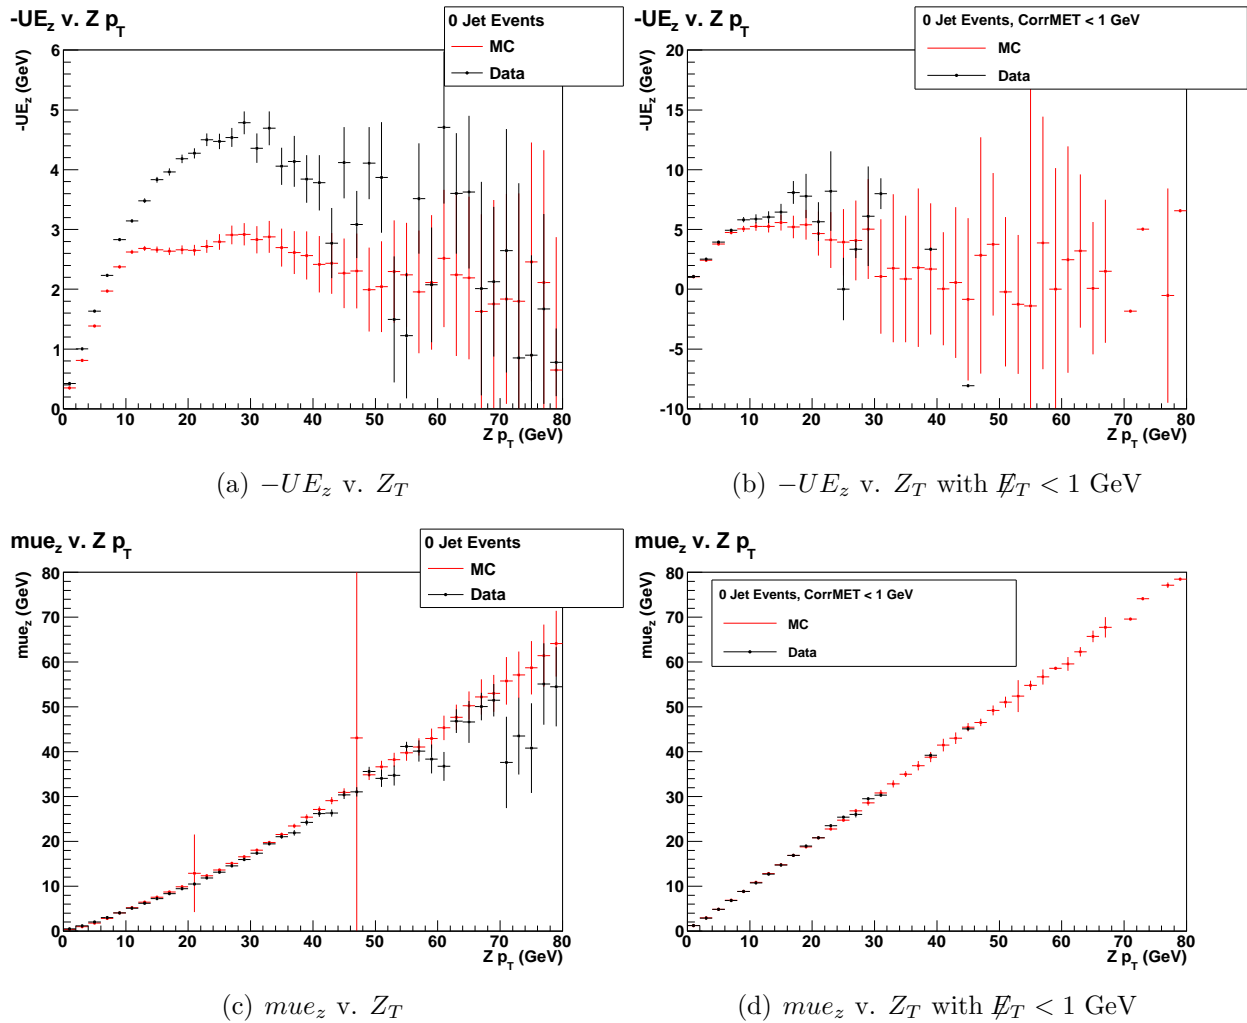 -UE_z v. Z p_T
0 Jet Events
MC
Data
-UE_z (GeV)
6
5
4
3
2
1
0
0 10 20 30 40 50 60 70 80
Z p_T (GeV)
(a) −UE_z v. Z_T
-UE_z v. Z p_T
0 Jet Events, CorrMET < 1 GeV
MC
Data
-UE_z (GeV)
20
15
10
5
0
-5
-10
0 10 20 30 40 50 60 70 80
Z p_T (GeV)
(b) −UE_z v. Z_T with E̸_T < 1 GeV
mue_z v. Z p_T
0 Jet Events
MC
Data
mue_z (GeV)
80
70
60
50
40
30
20
10
0
0 10 20 30 40 50 60 70 80
Z p_T (GeV)
(c) mue_z v. Z_T
mue_z v. Z p_T
0 Jet Events, CorrMET < 1 GeV
MC
Data
mue_z (GeV)
80
70
60
50
40
30
20
10
0
0 10 20 30 40 50 60 70 80
Z p_T (GeV)
(d) mue_z v. Z_T with E̸_T < 1 GeV